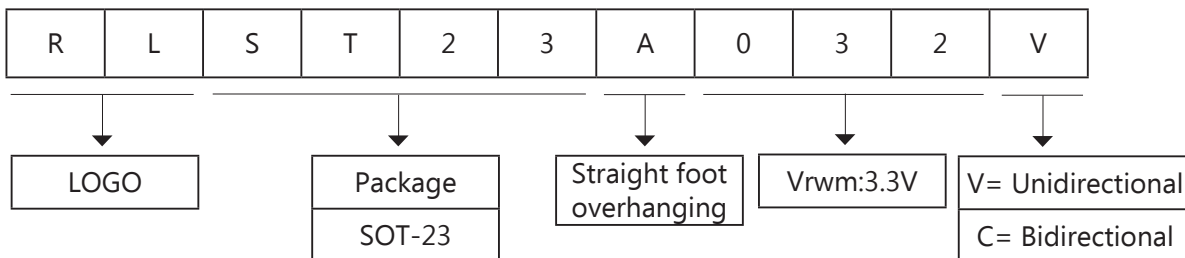 R L S T 2 3 A 0 3 2 V
LOGO Package Straight foot overhanging Vrwm:3.3V V= Unidirectional
SOT-23 C= Bidirectional